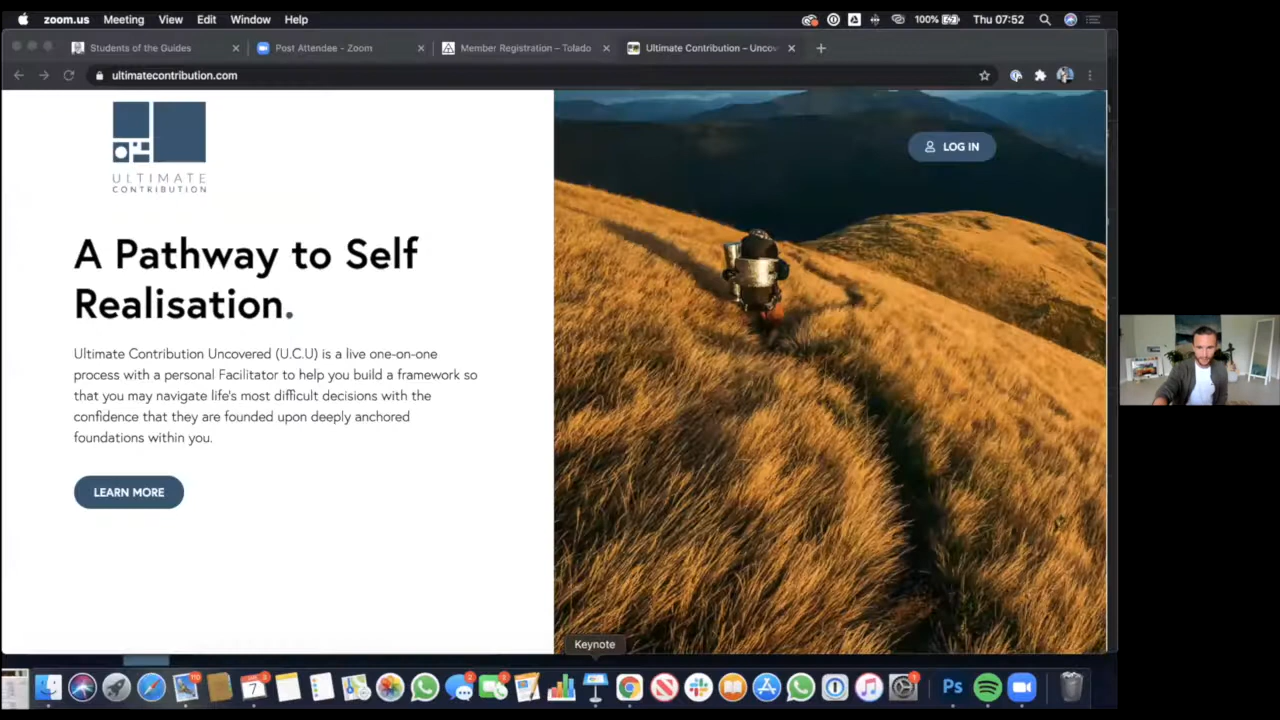 zoom.us Meeting View Edit Window Help 100% Thu 07:52
Students of the Guides Post Attendee - Zoom Member Registration – Tolado Ultimate Contribution – Uncov
ultimatecontribution.com
LOG IN
ULTIMATE
CONTRIBUTION
A Pathway to Self
Realisation.
Ultimate Contribution Uncovered (U.C.U) is a live one-on-one
process with a personal Facilitator to help you build a framework so
that you may navigate life's most difficult decisions with the
confidence that they are founded upon deeply anchored
foundations within you.
LEARN MORE
Keynote
7
Ps